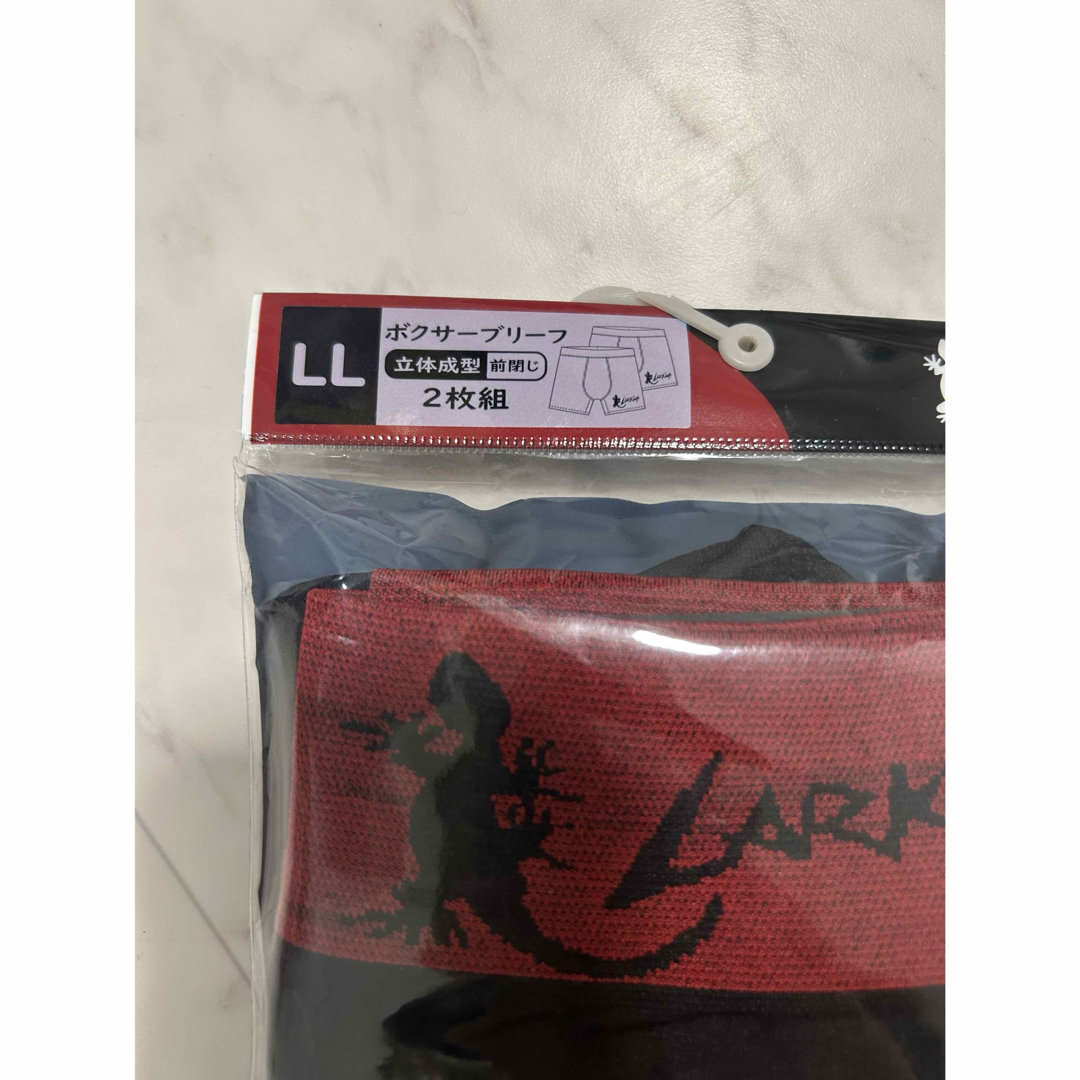 LL
ボクサーブリーフ
立体成型 前閉じ
2枚組
Larking
LARK